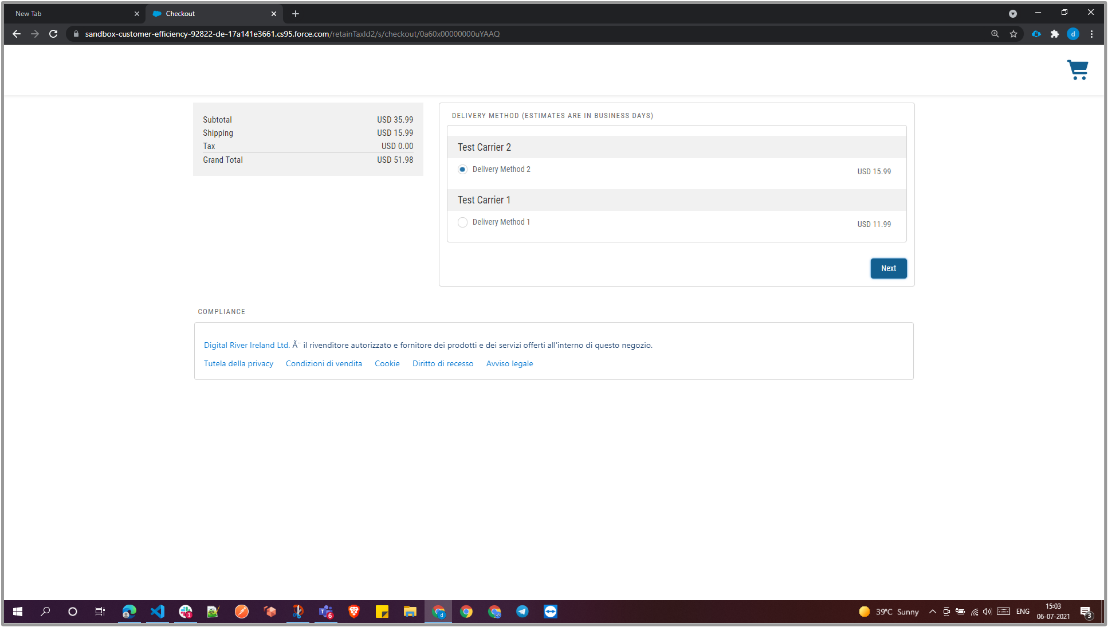 New Tab
Checkout
sandbox-customer-efficiency-92822-de-17a141e3661.cs95.force.com/retainTaxId2/s/checkout/0a60x00000000uYAAQ
d
Subtotal USD 35.99
Shipping USD 15.99
Tax USD 0.00
Grand Total USD 51.98
DELIVERY METHOD (ESTIMATES ARE IN BUSINESS DAYS)
Test Carrier 2
Delivery Method 2 USD 15.99
Test Carrier 1
Delivery Method 1 USD 11.99
Next
COMPLIANCE
Digital River Ireland Ltd. Ã il rivenditore autorizzato e fornitore dei prodotti e dei servizi offerti all'interno di questo negozio.
Tutela della privacy Condizioni di vendita Cookie Diritto di recesso Avviso legale
39°C Sunny
ENG
15:03
06-07-2021
3